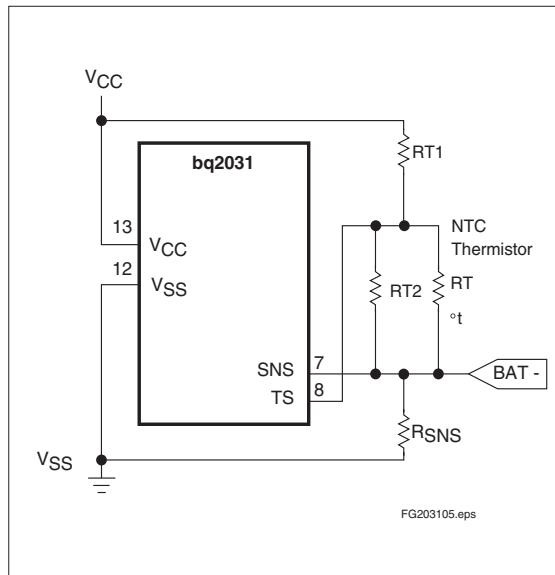 VCC
bq2031
RT1
13
VCC
12
VSS
NTC
Thermistor
RT2
RT
°t
SNS
7
TS
8
BAT -
RSNS
VSS
FG203105.eps